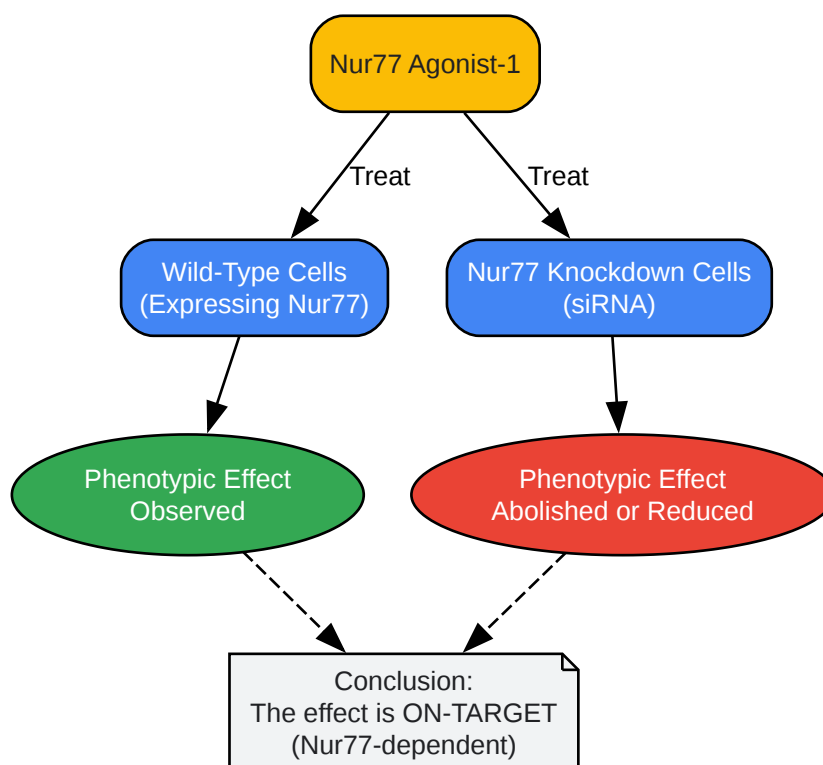 Nur77 Agonist-1
Treat
Treat
Wild-Type Cells
(Expressing Nur77)
Nur77 Knockdown Cells
(siRNA)
Phenotypic Effect
Observed
Phenotypic Effect
Abolished or Reduced
Conclusion:
The effect is ON-TARGET
(Nur77-dependent)